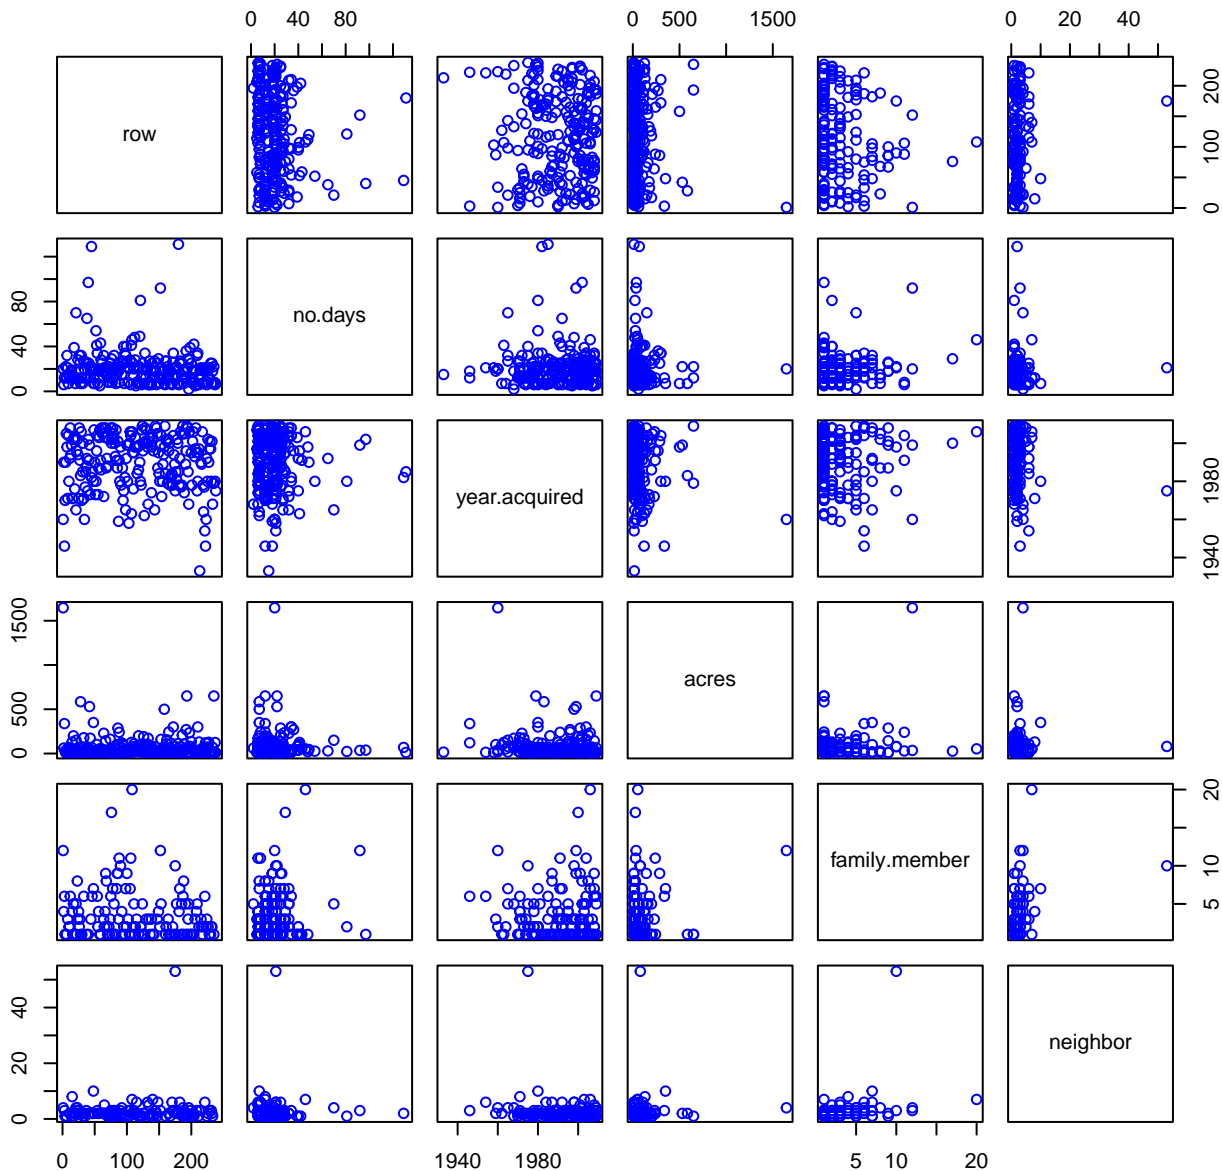 0 40 80 0 500 1500 0 20 40
row 0 100 200
0 40 80 no.days
year.acquired 1940 1980
0 500 1500 acres
family.member 5 10 20
0 20 40 neighbor
0 100 200 1940 1980 5 10 20